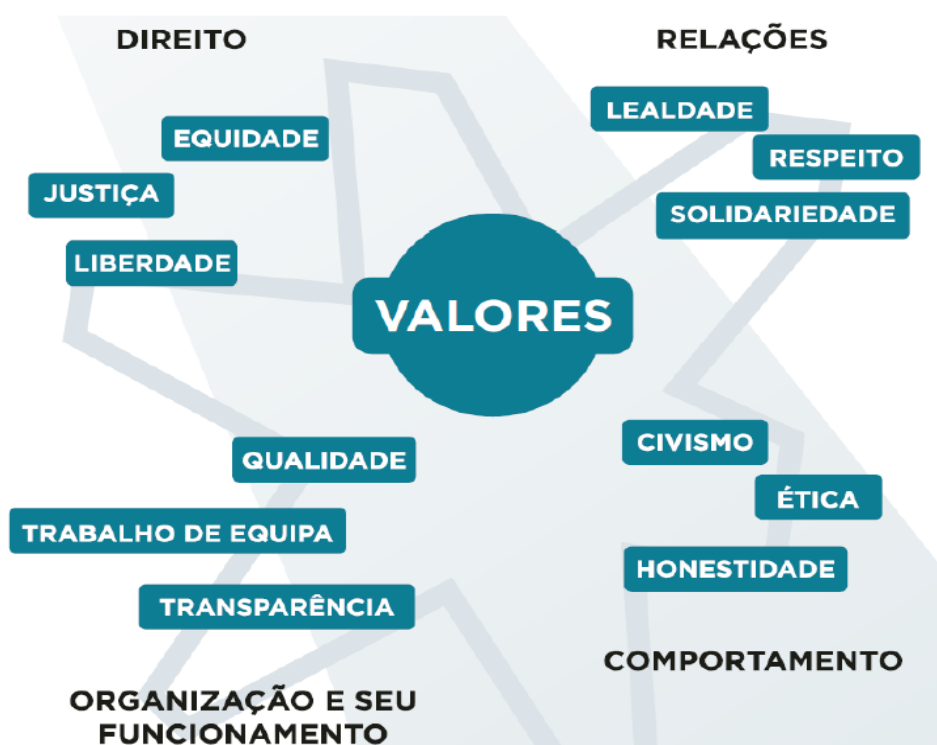 DIREITO
EQUIDADE
JUSTIÇA
LIBERDADE
RELAÇÕES
LEALDADE
RESPEITO
SOLIDARIEDADE
VALORES
QUALIDADE
TRABALHO DE EQUIPA
TRANSPARÊNCIA
ORGANIZAÇÃO E SEU
FUNCIONAMENTO
CIVISMO
ÉTICA
HONESTIDADE
COMPORTAMENTO